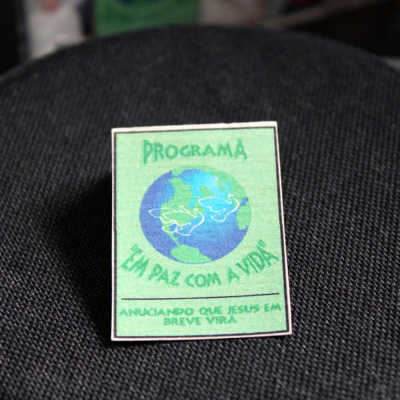 PROGRAMA
"EM PAZ COM A VIDA"
ANUCIANDO QUE JESUS EM
BREVE VIRÁ